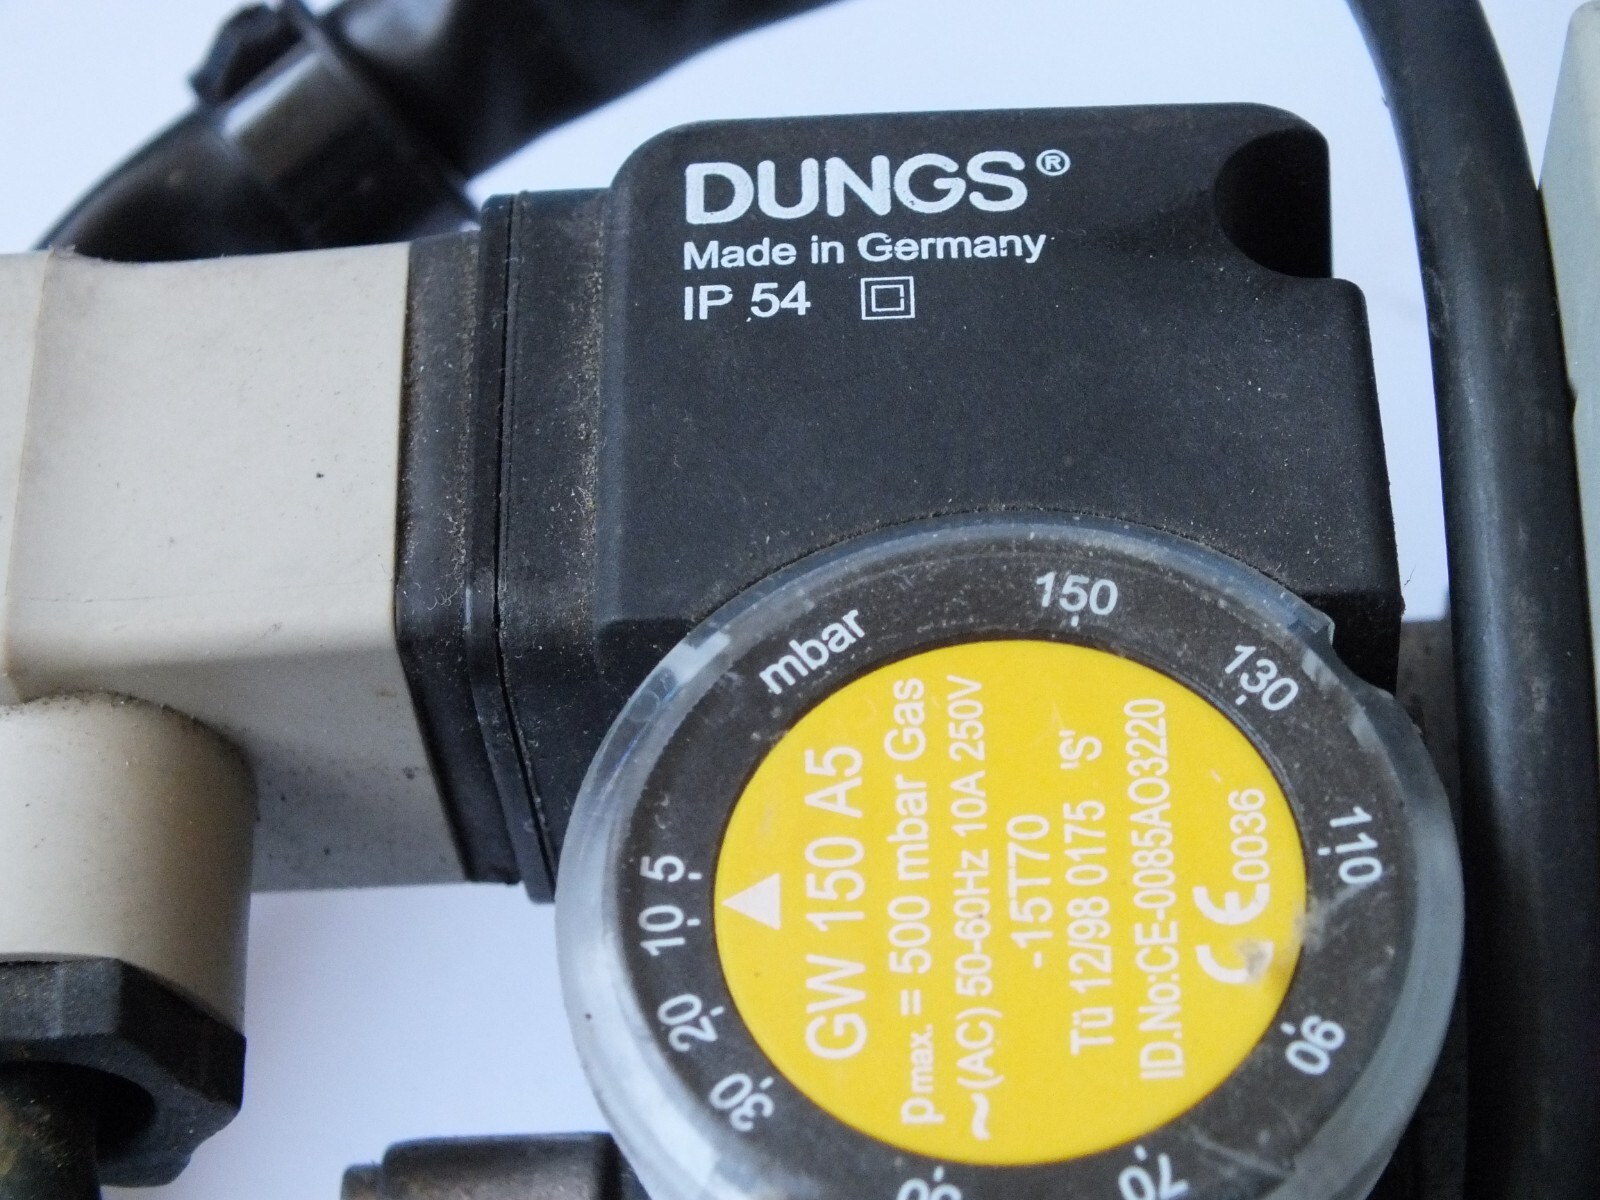 DUNGS®
Made in Germany
IP 54
mbar
150
130
110
90
70
30
20
10
5
GW 150 A5
pmax. = 500 mbar Gas
~(AC) 50-60Hz 10A 250V
-15T70
Tü 12/98 0175 'S'
ID.No:CE-0085AO3220
CE0036